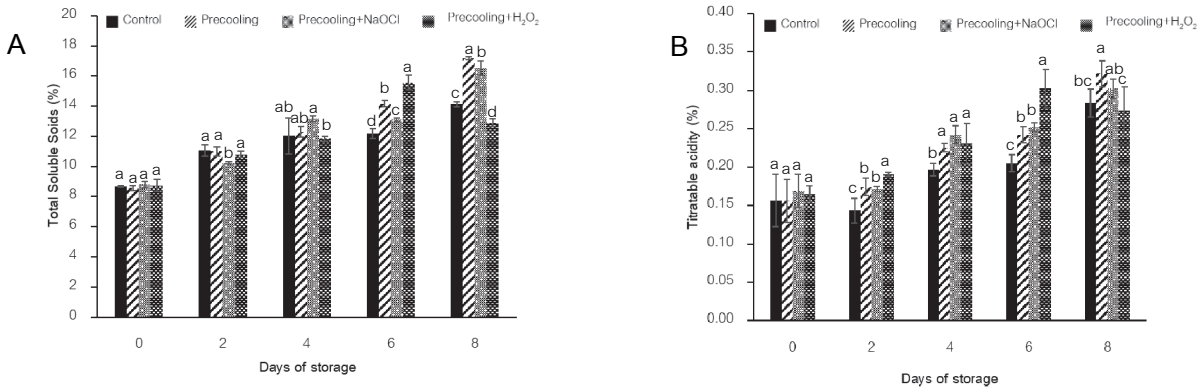 A
Control Precooling Precooling+NaOCl Precooling+H₂O₂
Total Soluble Soids (%)
20
18
16
14
12
10
8
6
4
2
0
a a a a
a a b a
ab ab a b
d b c a
c a b d
0 2 4 6 8
Days of storage
B
Control Precooling Precooling+NaOCl Precooling+H₂O₂
Titratable acidity (%)
0.40
0.35
0.30
0.25
0.20
0.15
0.10
0.05
0.00
a a a a
c b b a
b a a a
c b b a
bc a ab c
0 2 4 6 8
Days of storage